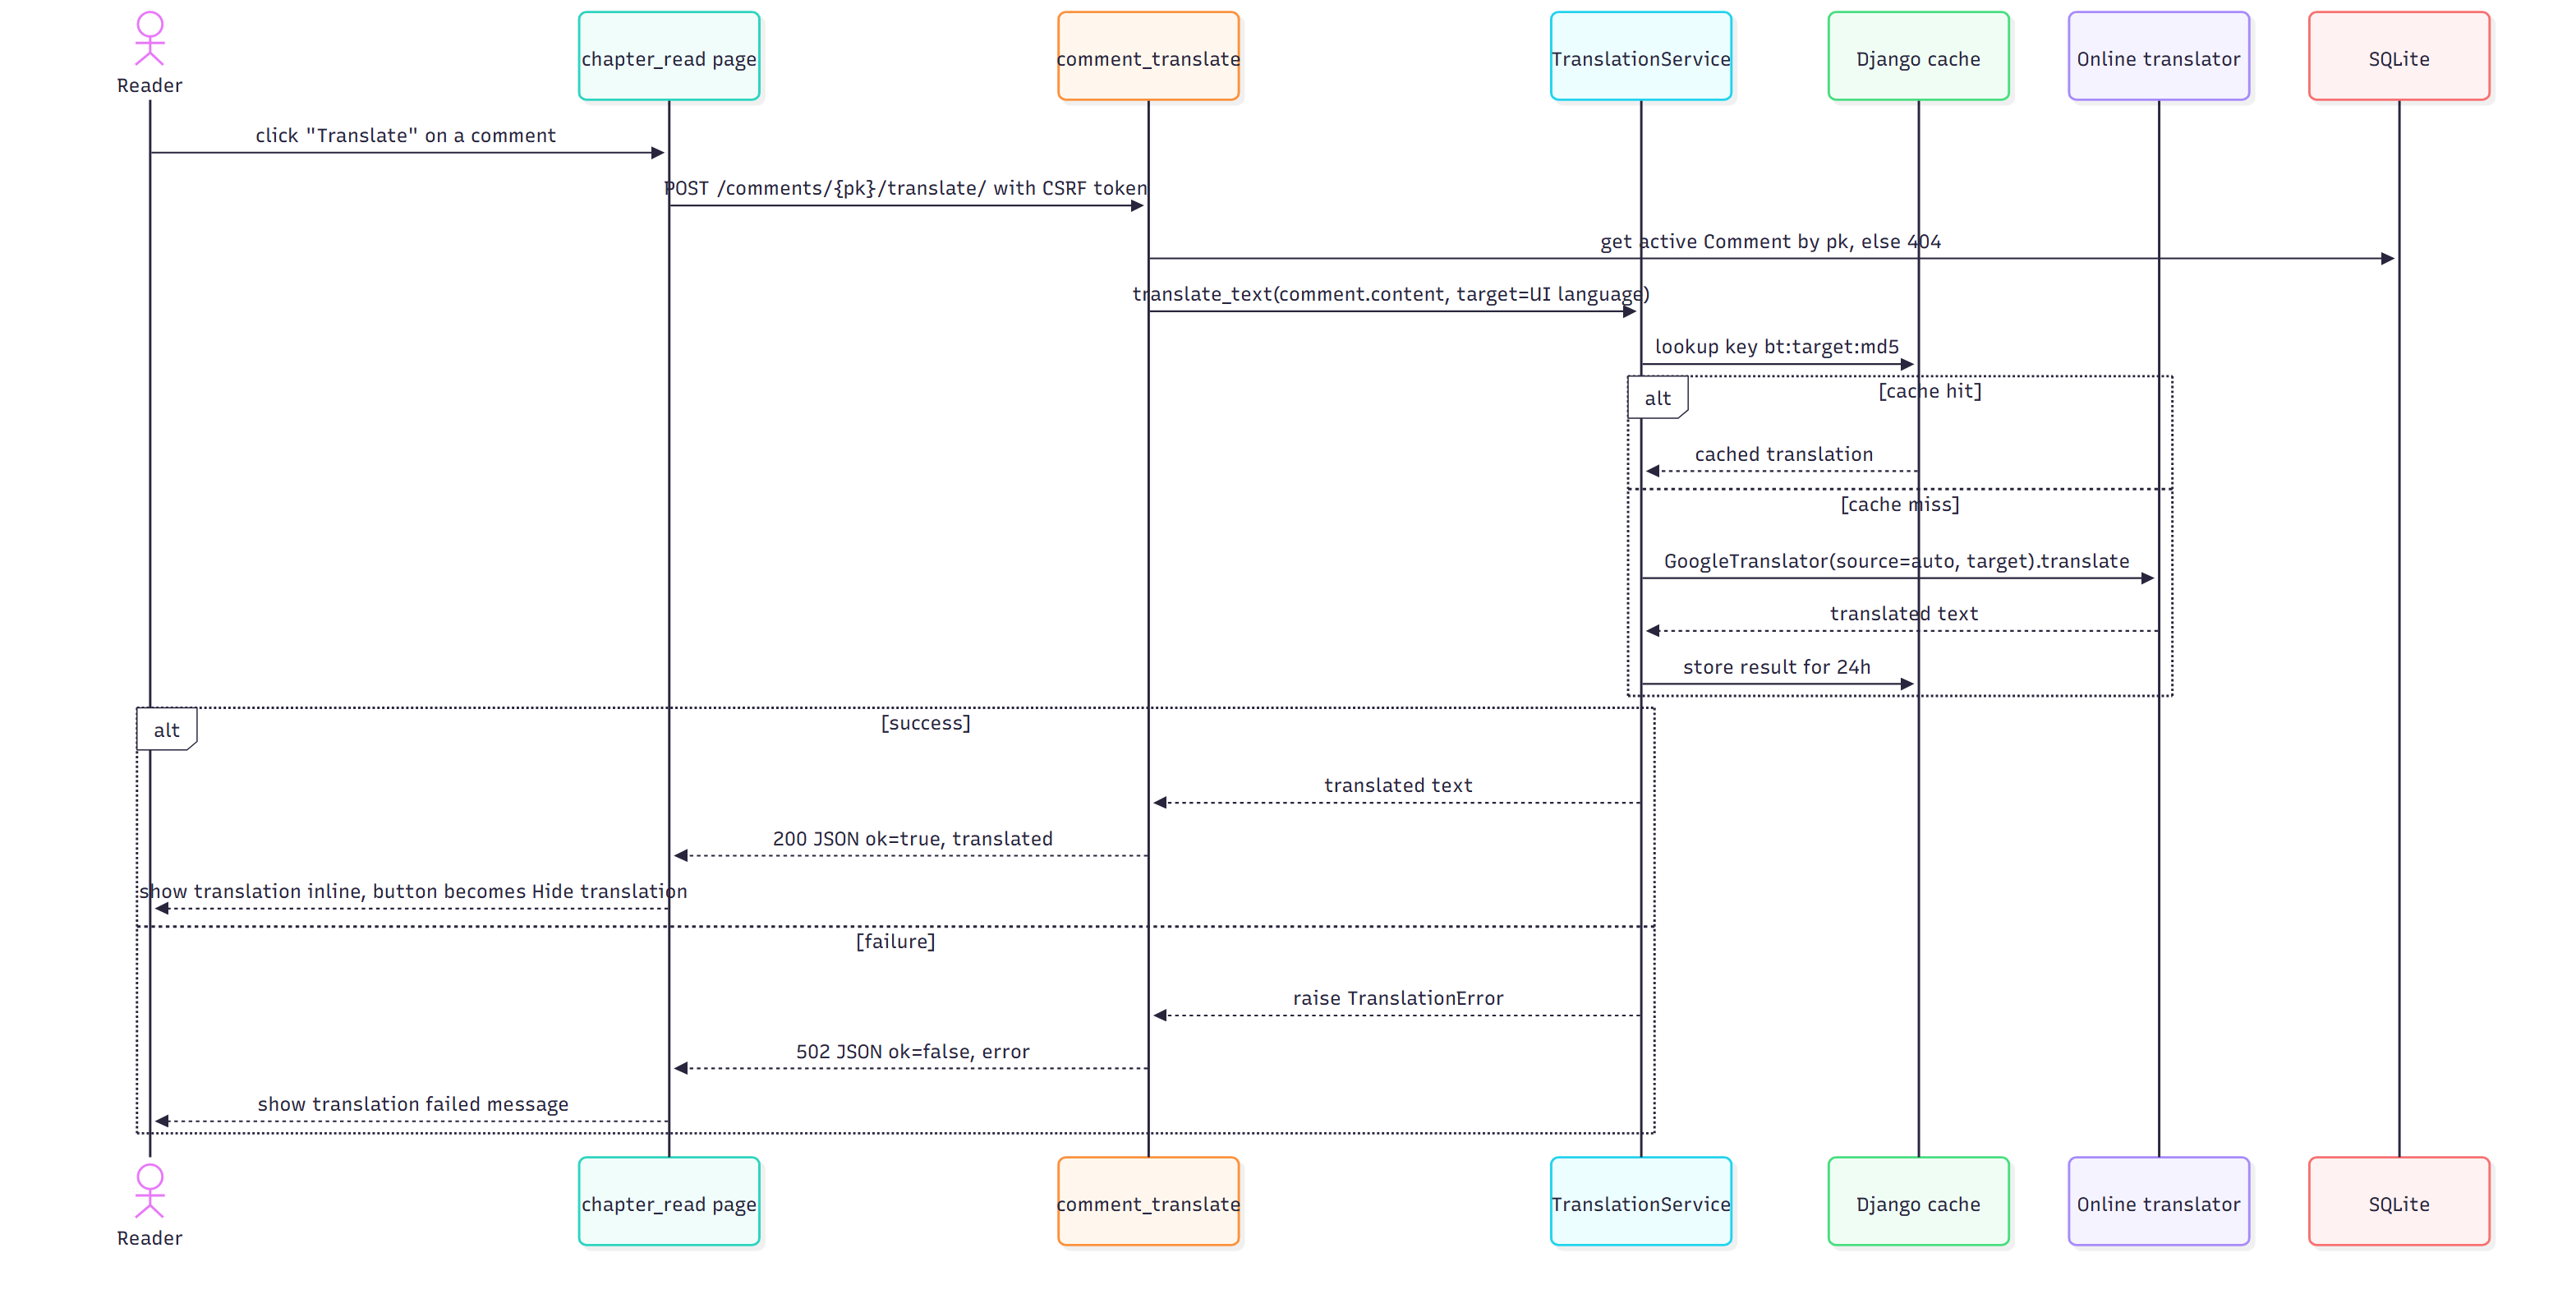 Reader
chapter_read page
comment_translate
TranslationService
Django cache
Online translator
SQLite
click "Translate" on a comment
POST /comments/{pk}/translate/ with CSRF token
get active Comment by pk, else 404
translate_text(comment.content, target=UI language)
lookup key bt:target:md5
alt
[cache hit]
cached translation
[cache miss]
GoogleTranslator(source=auto, target).translate
translated text
store result for 24h
alt
[success]
translated text
200 JSON ok=true, translated
show translation inline, button becomes Hide translation
[failure]
raise TranslationError
502 JSON ok=false, error
show translation failed message
Reader
chapter_read page
comment_translate
TranslationService
Django cache
Online translator
SQLite